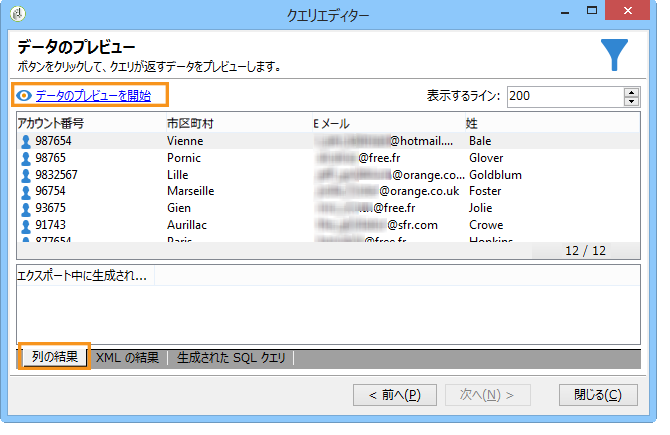 クエリエディター
データのプレビュー
ボタンをクリックして、クエリが返すデータをプレビューします。
データのプレビューを開始 表示するライン: 200
アカウント番号 市区町村 E メール 姓
987654 Vienne @hotmail.... Bale
98765 Pornic @free.fr Glover
9832567 Lille @orange.co... Goldblum
96754 Marseille @orange.co.uk Foster
93675 Gien @free.fr Jolie
91743 Aurillac @sfr.com Crowe
877654 Paris @free.fr Hopkins
12 / 12
エクスポート中に生成され...
列の結果 XML の結果 生成された SQL クエリ
< 前へ(P) 次へ(N) > 閉じる(C)